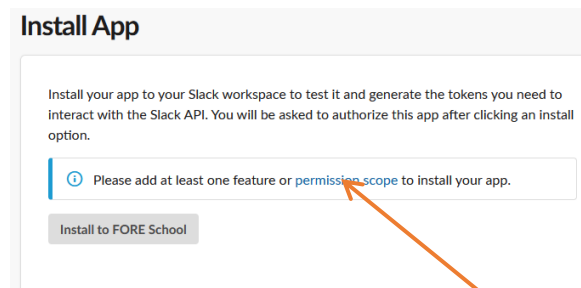 Install App
Install your app to your Slack workspace to test it and generate the tokens you need to
interact with the Slack API. You will be asked to authorize this app after clicking an install
option.
Please add at least one feature or permission scope to install your app.
Install to FORE School